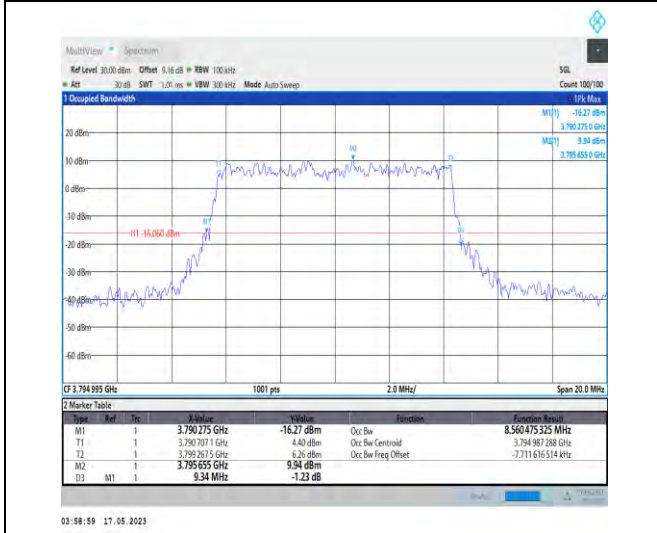 MultiView Spectrum
Ref Level 30.00 dBm Offset 9.16 dB RBW 100 kHz SGL
Att 30 dB SWT 1.01 ms VBW 300 kHz Mode Auto Sweep Count 100/100
1 Occupied Bandwidth 1Pk Max
M1[1] -16.27 dBm
3.790 275 0 GHz
M2[1] 9.94 dBm
3.795 655 0 GHz
20 dBm
M2
10 dBm
T1
T2
0 dBm
-10 dBm
M1
H1 -16.060 dBm
D3
-20 dBm
-30 dBm
-40 dBm
-50 dBm
-60 dBm
CF 3.794 995 GHz 1001 pts 2.0 MHz/ Span 20.0 MHz
2 Marker Table
Type Ref Trc X-Value Y-Value Function Function Result
M1 1 3.790 275 GHz -16.27 dBm Occ Bw 8.560 475 325 MHz
T1 1 3.790 707 1 GHz 4.40 dBm Occ Bw Centroid 3.794 987 288 GHz
T2 1 3.799 267 5 GHz 6.26 dBm Occ Bw Freq Offset -7.711 616 514 kHz
M2 1 3.795 655 GHz 9.94 dBm
D3 M1 1 9.34 MHz -1.23 dB
03:58:59 17.05.2023